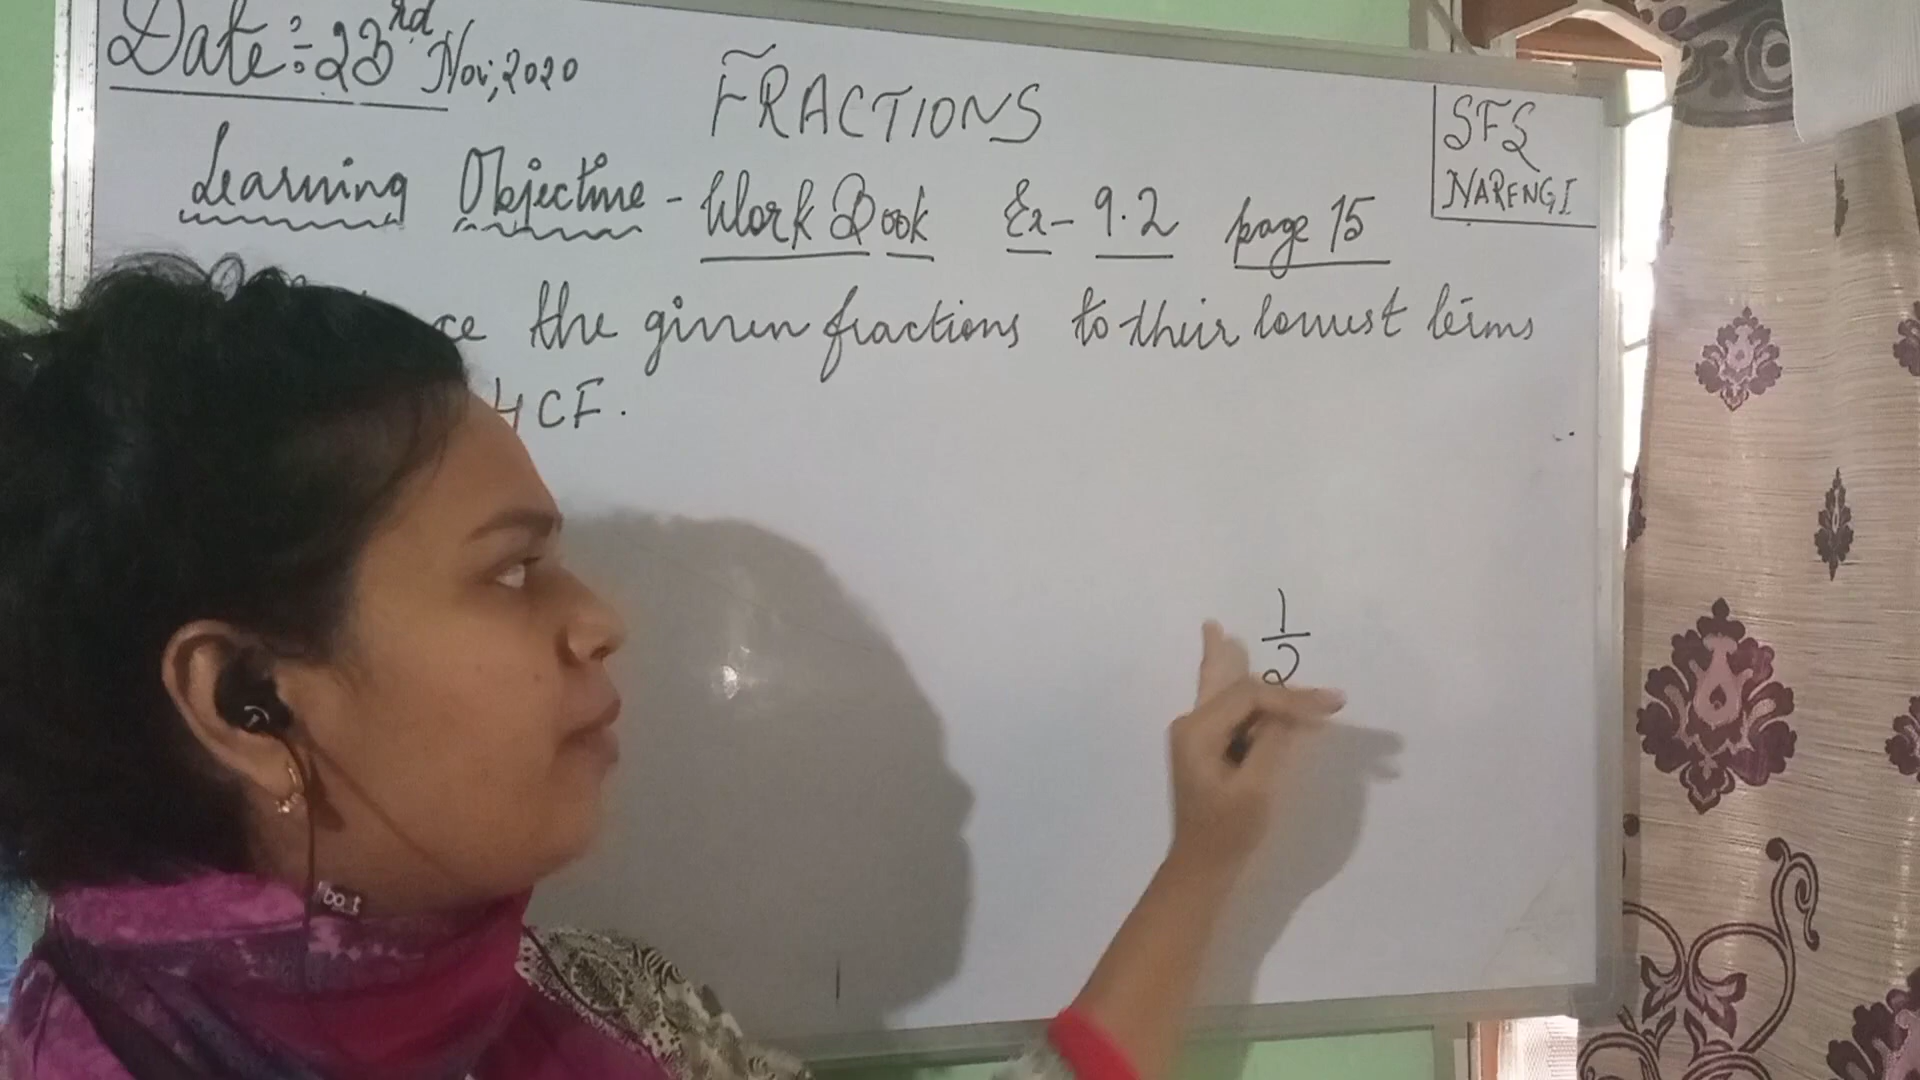 Date:- 23rd Nov, 2020
FRACTIONS
SFS
NARENGI
Learning Objective - Work Book Ex- 9.2 page 15
ce the given fractions to their lowest terms
HCF.
1
2
boat